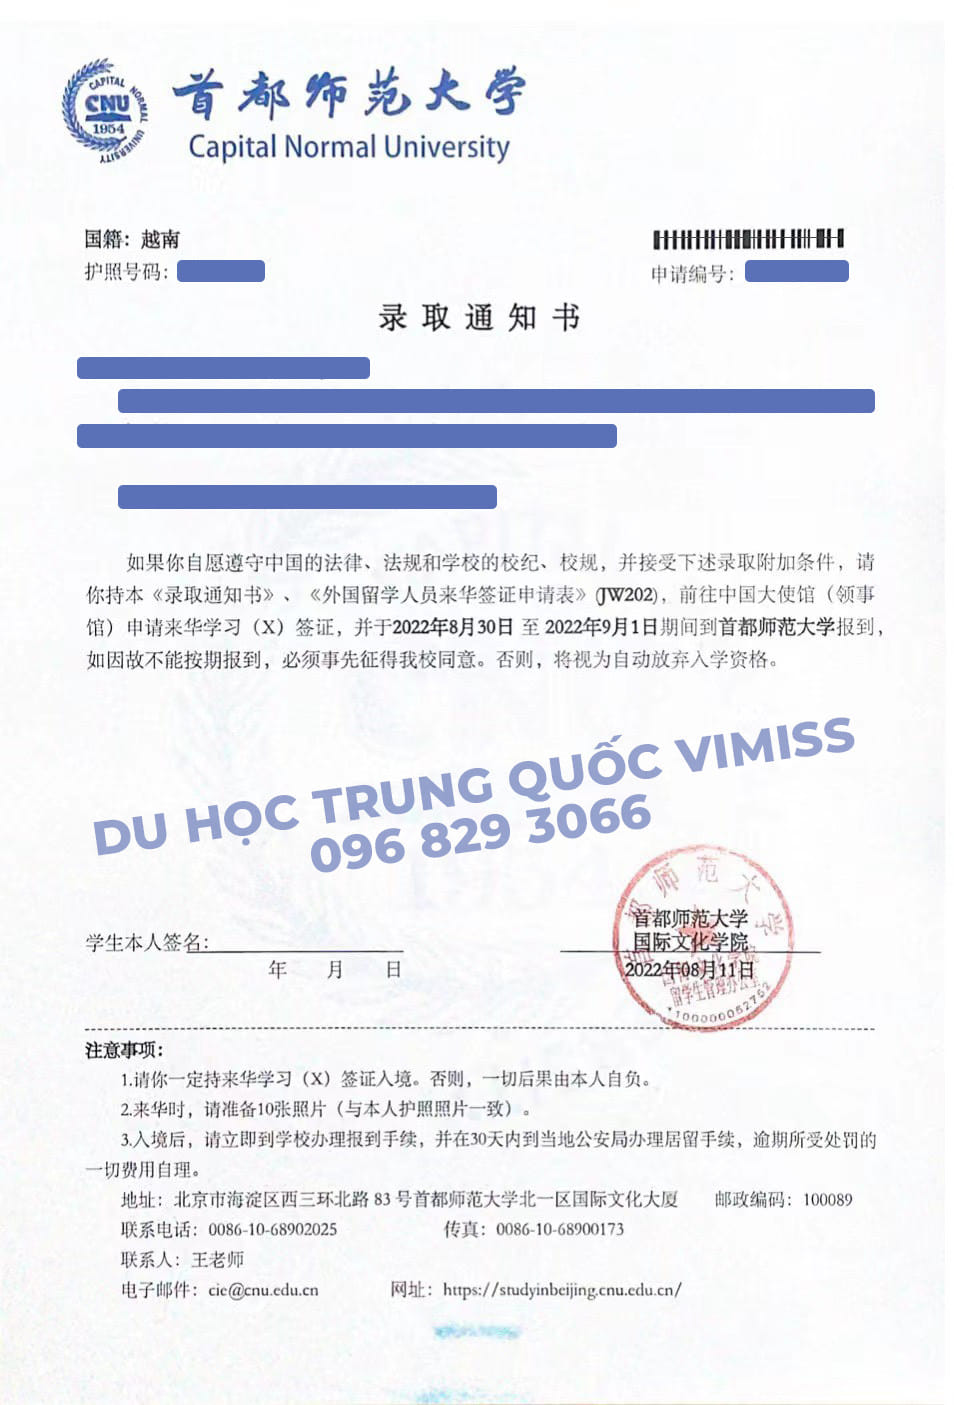 CAPITAL NORMAL UNIVERSITY
CNU
1954
首都师范大学
Capital Normal University
国籍：越南
护照号码：
申请编号：
录取通知书
如果你自愿遵守中国的法律、法规和学校的校纪、校规，并接受下述录取附加条件，请
你持本《录取通知书》、《外国留学人员来华签证申请表》(JW202)，前往中国大使馆（领事
馆）申请来华学习（X）签证，并于2022年8月30日 至 2022年9月1日期间到首都师范大学报到，
如因故不能按期报到，必须事先征得我校同意。否则，将视为自动放弃入学资格。
DU HỌC TRUNG QUỐC VIMISS
096 829 3066
首都师范大学
首都师范大学
国际文化学院
学生本人签名：
年 月 日
2022年08月11日
国际文化学院
留学生管理办公室
注意事项：
1.请你一定持来华学习（X）签证入境。否则，一切后果由本人自负。
2.来华时，请准备10张照片（与本人护照照片一致）。
3.入境后，请立即到学校办理报到手续，并在30天内到当地公安局办理居留手续，逾期所受处罚的
一切费用自理。
地址：北京市海淀区西三环北路 83 号首都师范大学北一区国际文化大厦 邮政编码：100089
联系电话：0086-10-68902025 传真：0086-10-68900173
联系人：王老师
电子邮件：cie@cnu.edu.cn 网址：https://studyinbeijing.cnu.edu.cn/